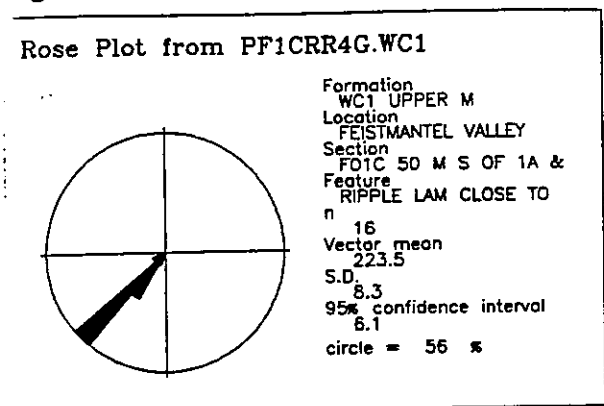 Rose Plot from PF1CRR4G.WC1
Formation
WC1 UPPER M
Location
FEISTMANTEL VALLEY
Section
F01C 50 M S OF 1A &
Feature
RIPPLE LAM CLOSE TO
n
16
Vector mean
223.5
S.D.
8.3
95% confidence interval
6.1
circle = 56 %